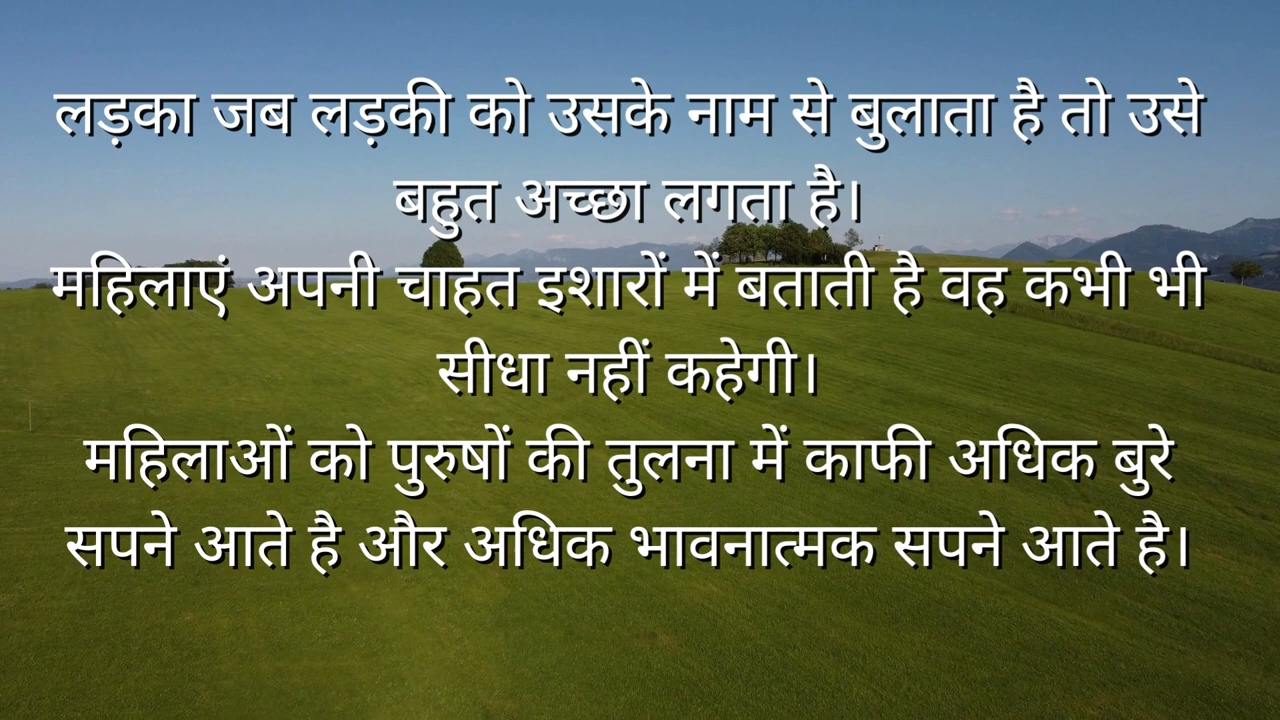 लड़का जब लड़की को उसके नाम से बुलाता है तो उसे
बहुत अच्छा लगता है।
महिलाएं अपनी चाहत इशारों में बताती है वह कभी भी
सीधा नहीं कहेगी।
महिलाओं को पुरुषों की तुलना में काफी अधिक बुरे
सपने आते है और अधिक भावनात्मक सपने आते है।